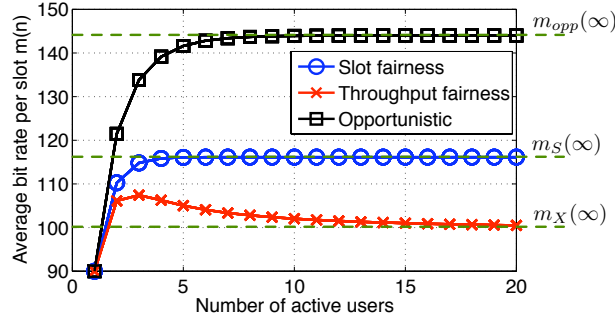 Average bit rate per slot m(n)
150
140
130
120
110
100
90
0
5
10
15
20
Number of active users
Slot fairness
Throughput fairness
Opportunistic
m_opp(∞)
m_S(∞)
m_X(∞)